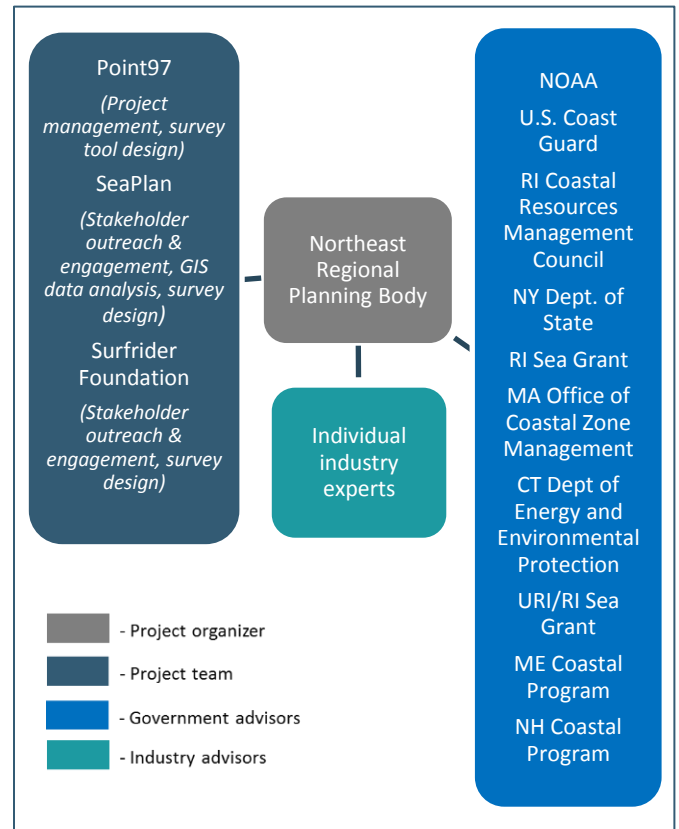 Point97
(Project
management, survey
tool design)
SeaPlan
(Stakeholder
outreach &
engagement, GIS
data analysis, survey
design)
Surfrider
Foundation
(Stakeholder
outreach &
engagement, survey
design)
Northeast
Regional
Planning Body
Individual
industry
experts
NOAA
U.S. Coast
Guard
RI Coastal
Resources
Management
Council
NY Dept. of
State
RI Sea Grant
MA Office of
Coastal Zone
Management
CT Dept of
Energy and
Environmental
Protection
URI/RI Sea
Grant
ME Coastal
Program
NH Coastal
Program
- Project organizer
- Project team
- Government advisors
- Industry advisors